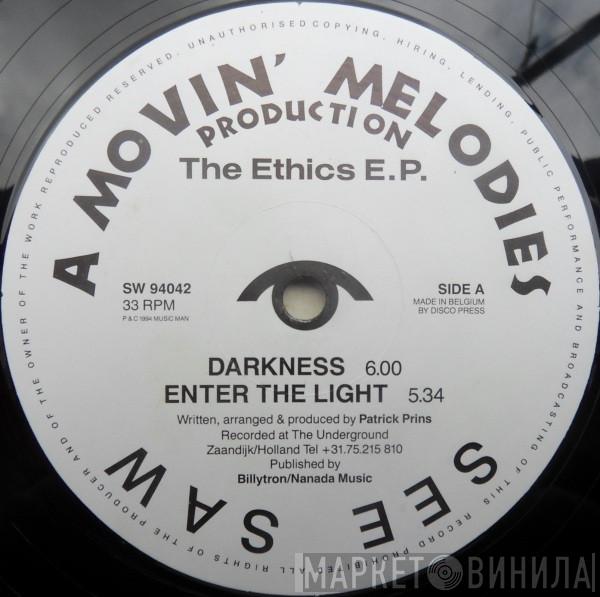 A MOVIN' MELODIES
PRODUCTION
The Ethics E.P.
SW 94042
33 RPM
P & C 1994 MUSIC MAN
SIDE A
MADE IN BELGIUM
BY DISCO PRESS
DARKNESS 6.00
ENTER THE LIGHT 5.34
Written, arranged & produced by Patrick Prins
Recorded at The Underground
Zaandijk/Holland Tel +31.75.215 810
Published by
Billytron/Nanada Music
SEE SAW
ALL RIGHTS OF THE PRODUCER AND OF THE OWNER OF THE WORK REPRODUCED RESERVED. UNAUTHORISED COPYING, HIRING, LENDING, PUBLIC PERFORMANCE AND BROADCASTING OF THIS RECORD PROHIBITED.
МАРКЕТ ВИНИЛА